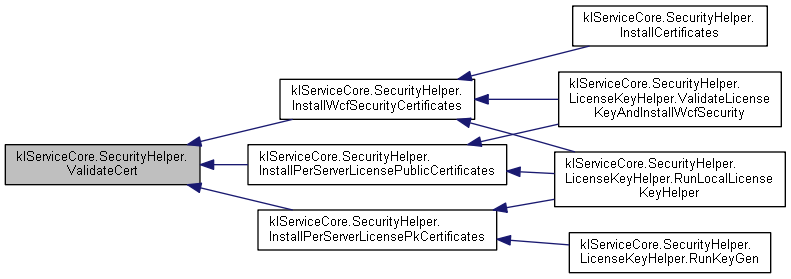 klServiceCore.SecurityHelper.
InstallCertificates
klServiceCore.SecurityHelper.
InstallWcfSecurityCertificates
klServiceCore.SecurityHelper.
LicenseKeyHelper.ValidateLicense
KeyAndInstallWcfSecurity
klServiceCore.SecurityHelper.
ValidateCert
klServiceCore.SecurityHelper.
InstallPerServerLicensePublicCertificates
klServiceCore.SecurityHelper.
LicenseKeyHelper.RunLocalLicense
KeyHelper
klServiceCore.SecurityHelper.
InstallPerServerLicensePkCertificates
klServiceCore.SecurityHelper.
LicenseKeyHelper.RunKeyGen